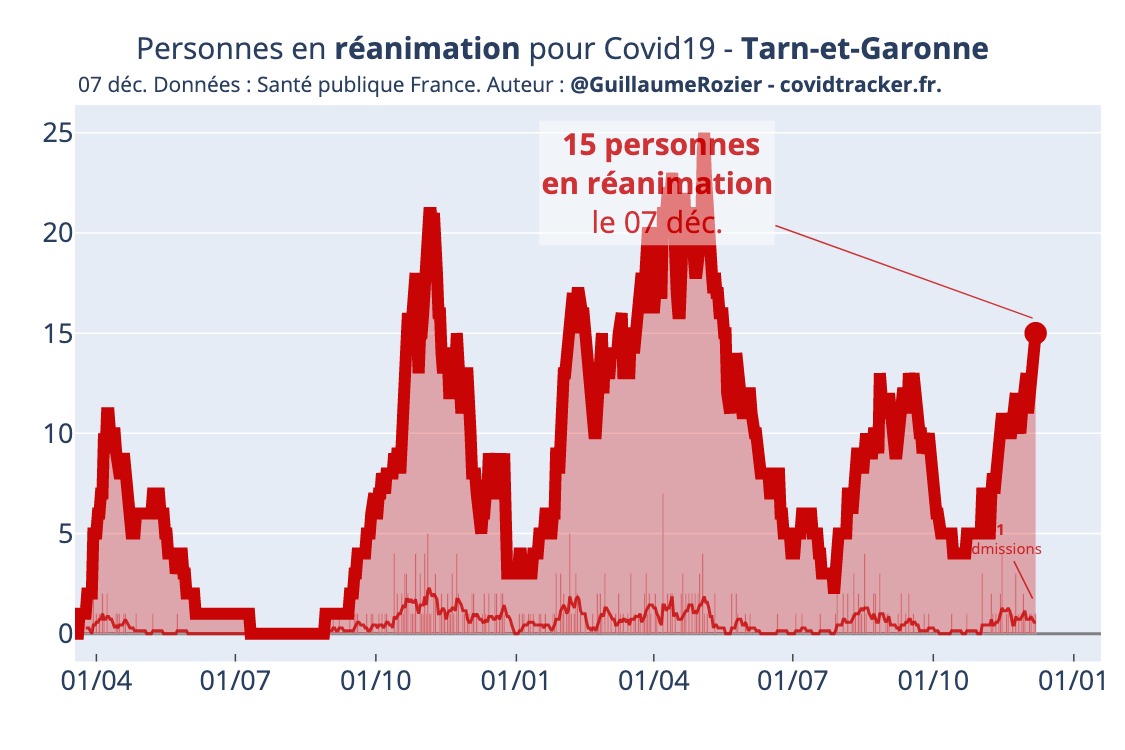 Personnes en réanimation pour Covid19 - Tarn-et-Garonne
07 déc. Données : Santé publique France. Auteur : @GuillaumeRozier - covidtracker.fr.
25
15 personnes
en réanimation
le 07 déc.
20
15
10
5
1
dmissions
0
01/04
01/07
01/10
01/01
01/04
01/07
01/10
01/01